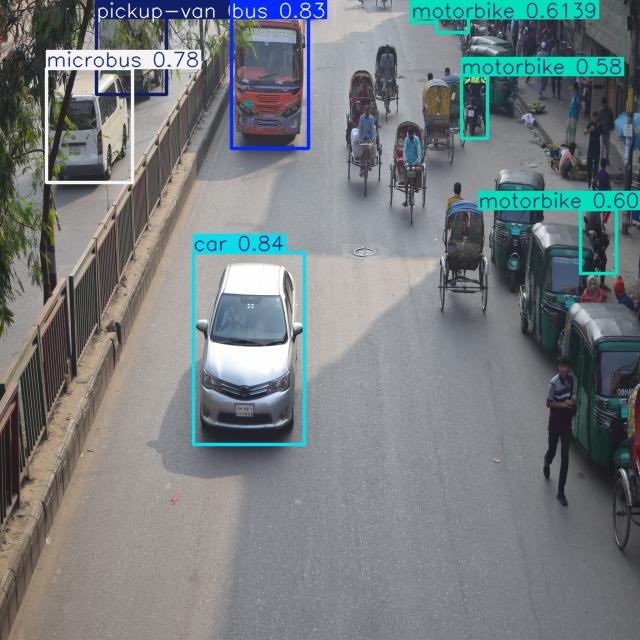 pickup-van (bus 0.83
motorbike 0.6139
microbus 0.78
motorbike 0.58
motorbike 0.60
car 0.84